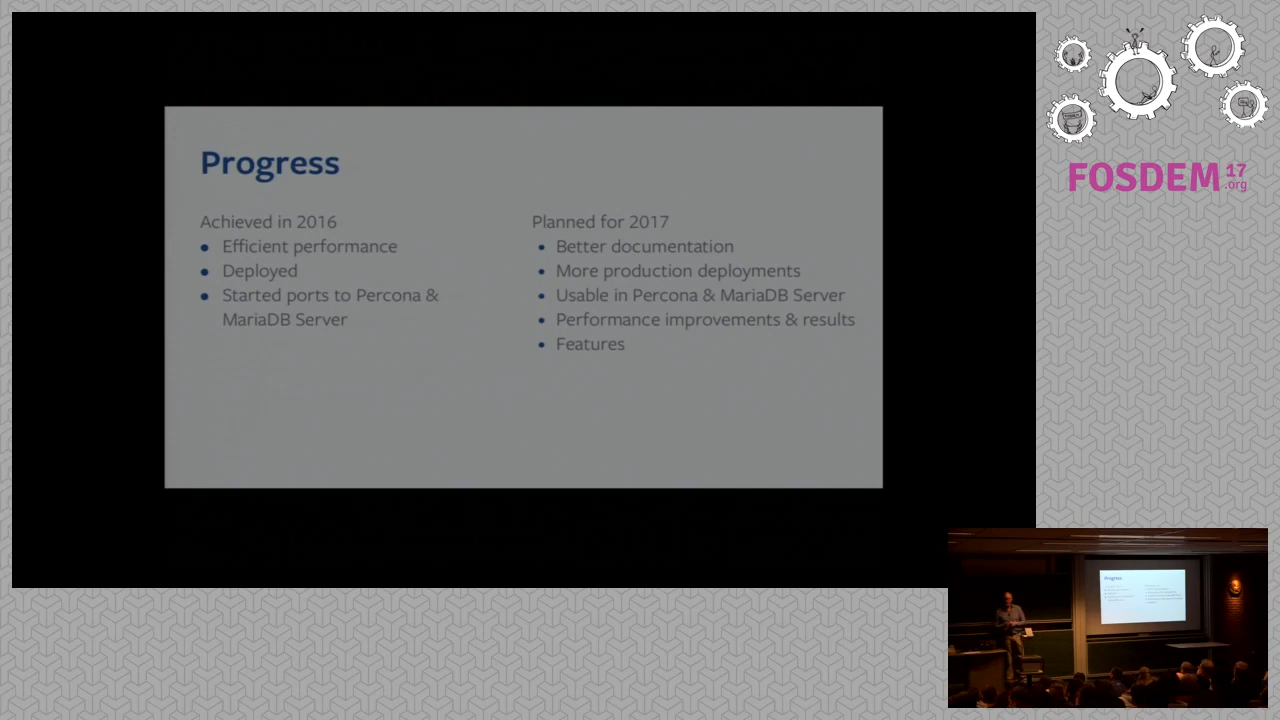 Progress
Achieved in 2016
• Efficient performance
• Deployed
• Started ports to Percona &
MariaDB Server
Planned for 2017
• Better documentation
• More production deployments
• Usable in Percona & MariaDB Server
• Performance improvements & results
• Features
FOSDEM 17
.org
Progress